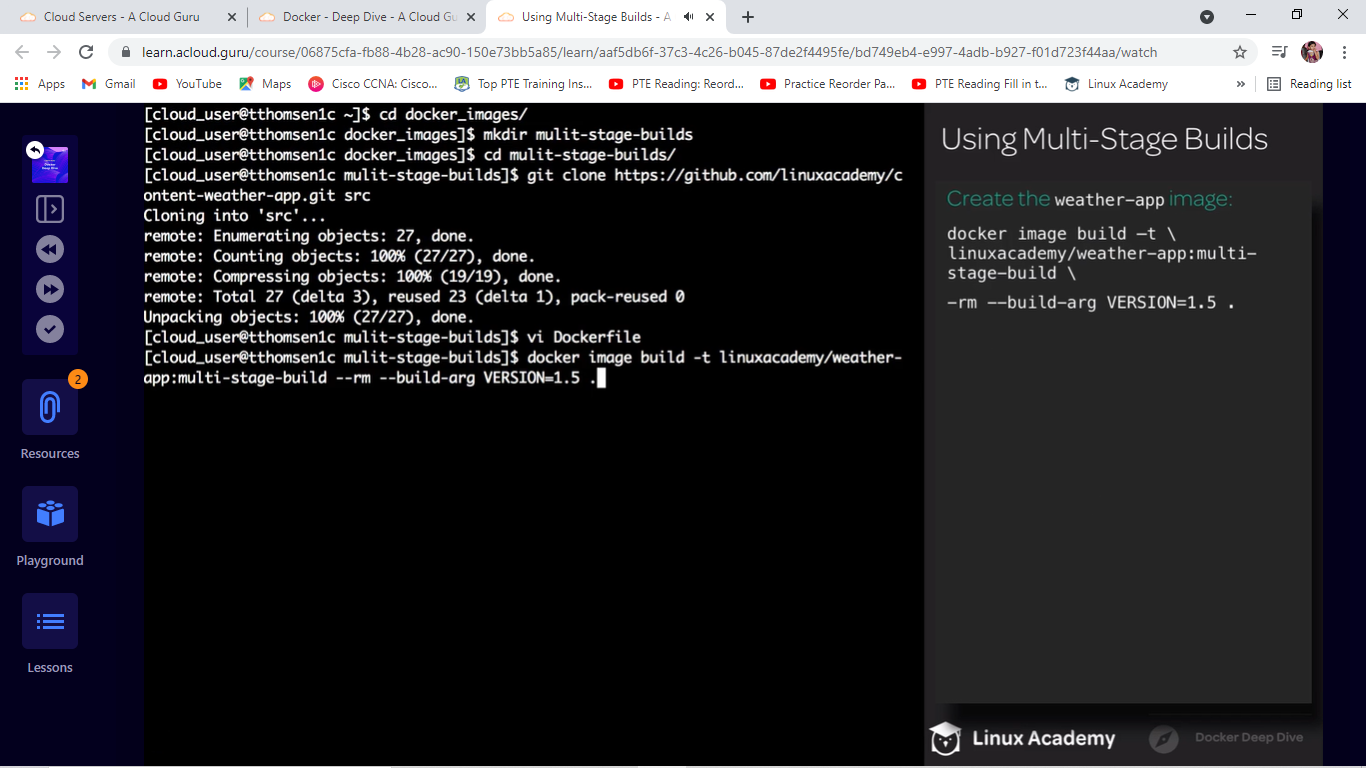 Cloud Servers - A Cloud Guru
Docker - Deep Dive - A Cloud Gu
Using Multi-Stage Builds - A
learn.acloud.guru/course/06875cfa-fb88-4b28-ac90-150e73bb5a85/learn/aaf5db6f-37c3-4c26-b045-87de2f4495fe/bd749eb4-e997-4adb-b927-f01d723f44aa/watch
Apps Gmail YouTube Maps Cisco CCNA: Cisco... Top PTE Training Ins... PTE Reading: Reord... Practice Reorder Pa... PTE Reading Fill in t... Linux Academy » Reading list
[cloud_user@tthomsen1c ~]$ cd docker_images/
[cloud_user@tthomsen1c docker_images]$ mkdir mulit-stage-builds
[cloud_user@tthomsen1c docker_images]$ cd mulit-stage-builds/
[cloud_user@tthomsen1c mulit-stage-builds]$ git clone https://github.com/linuxacademy/c
ontent-weather-app.git src
Cloning into 'src'...
remote: Enumerating objects: 27, done.
remote: Counting objects: 100% (27/27), done.
remote: Compressing objects: 100% (19/19), done.
remote: Total 27 (delta 3), reused 23 (delta 1), pack-reused 0
Unpacking objects: 100% (27/27), done.
[cloud_user@tthomsen1c mulit-stage-builds]$ vi Dockerfile
[cloud_user@tthomsen1c mulit-stage-builds]$ docker image build -t linuxacademy/weather-
app:multi-stage-build --rm --build-arg VERSION=1.5 .
Docker
Deep Dive
2
Resources
Playground
Lessons
Using Multi-Stage Builds
Create the weather-app image:
docker image build –t \
linuxacademy/weather-app:multi-
stage-build \
–rm --build-arg VERSION=1.5 .
Linux Academy
Docker Deep Dive